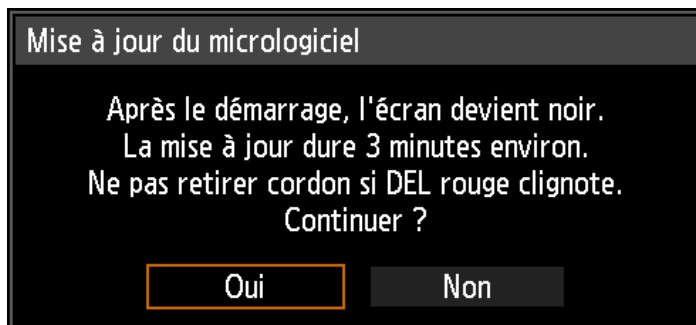 Mise à jour du micrologiciel
Après le démarrage, l'écran devient noir.
La mise à jour dure 3 minutes environ.
Ne pas retirer cordon si DEL rouge clignote.
Continuer ?
Oui Non